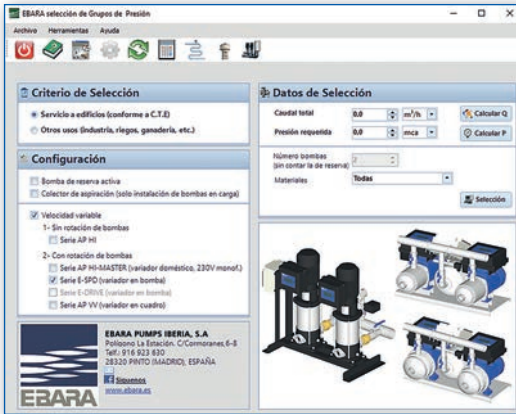 EBARA selección de Grupos de Presión
Archivo Herramientas Ayuda
Criterio de Selección
Servicio a edificios (conforme a C.T.E)
Otros usos (industria, riegos, ganadería, etc.)
Configuración
Bomba de reserva activa
Colector de aspiración (solo instalación de bombas en carga)
Velocidad variable
1- Sin rotación de bombas
Serie AP HI
2- Con rotación de bombas
Serie AP HI-MASTER (variador doméstico, 230V monof.)
Serie E-SPD (variador en bomba)
Serie E-DRIVE (variador en bomba)
Serie AP VV (variador en cuadro)
EBARA
EBARA PUMPS IBERIA, S.A
Polígono La Estación. C/Cormoranes,6-8
Telf.: 916 923 630
28320 PINTO (MADRID), ESPAÑA
Síguenos
www.ebara.es
Datos de Selección
Caudal total 0,0 m³/h Calcular Q
Presión requerida 0,0 mca Calcular P
Número bombas 2
(sin contar la de reserva)
Materiales Todas
Selección